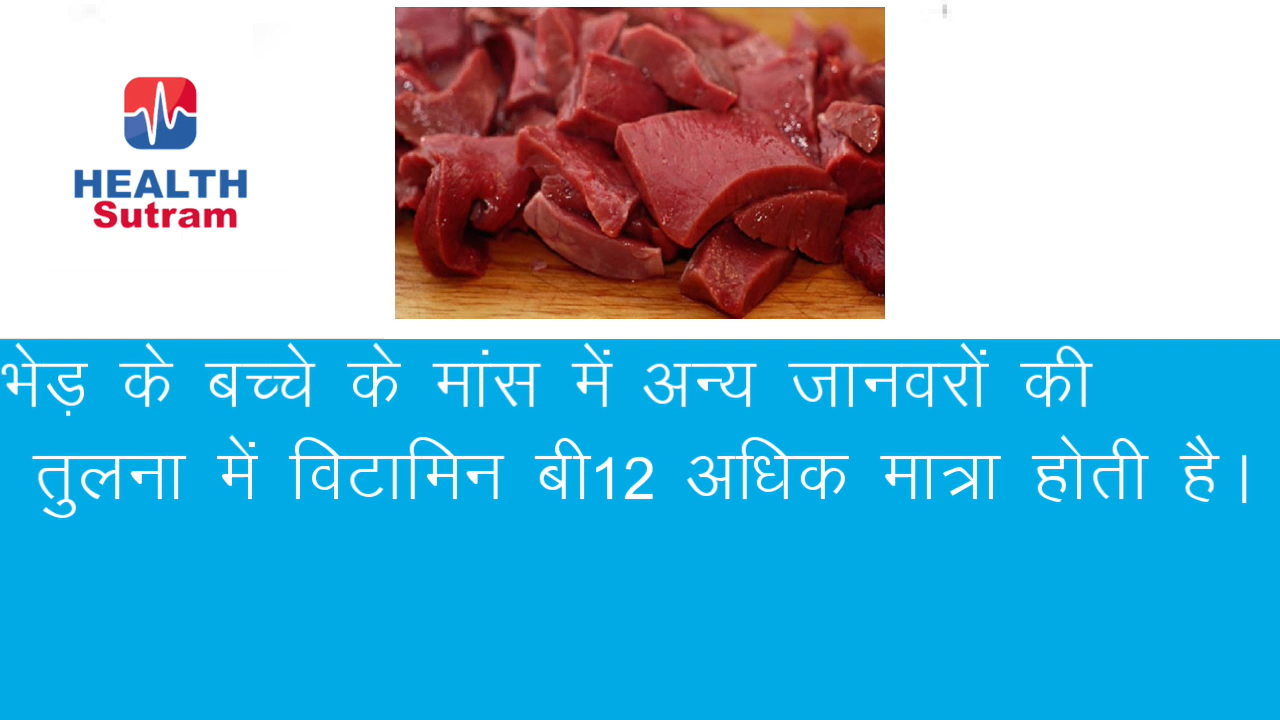 HEALTH
Sutram
भेड़ के बच्चे के मांस में अन्य जानवरों की
तुलना में विटामिन बी12 अधिक मात्रा होती है।